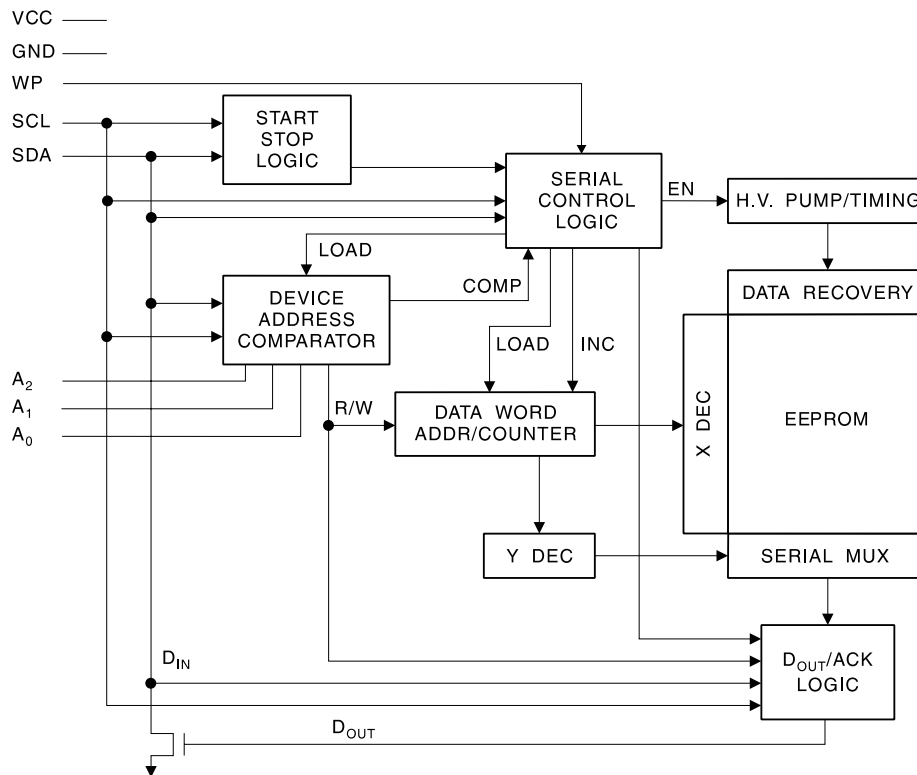 VCC
GND
WP
SCL
SDA
START
STOP
LOGIC
SERIAL
CONTROL
LOGIC
EN
H.V. PUMP/TIMING
LOAD
COMP
DEVICE
ADDRESS
COMPARATOR
DATA RECOVERY
LOAD
INC
A2
A1
A0
R/W
DATA WORD
ADDR/COUNTER
X DEC
EEPROM
Y DEC
SERIAL MUX
DIN
DOUT/ACK
LOGIC
DOUT